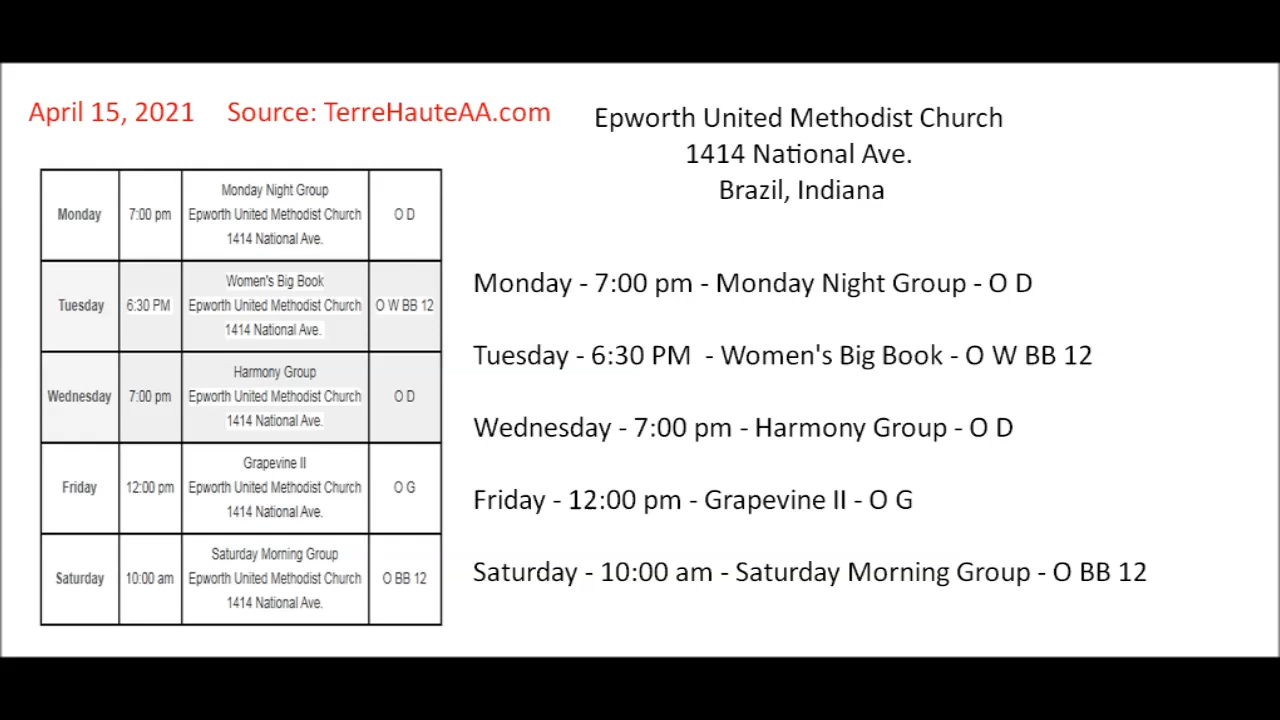 April 15, 2021 Source: TerreHauteAA.com
Epworth United Methodist Church
1414 National Ave.
Brazil, Indiana
Monday 7:00 pm Monday Night Group O D
Epworth United Methodist Church
1414 National Ave.
Tuesday 6:30 PM Women's Big Book O W BB 12
Epworth United Methodist Church
1414 National Ave.
Wednesday 7:00 pm Harmony Group O D
Epworth United Methodist Church
1414 National Ave.
Friday 12:00 pm Grapevine II O G
Epworth United Methodist Church
1414 National Ave.
Saturday 10:00 am Saturday Morning Group O BB 12
Epworth United Methodist Church
1414 National Ave.
Monday - 7:00 pm - Monday Night Group - O D
Tuesday - 6:30 PM - Women's Big Book - O W BB 12
Wednesday - 7:00 pm - Harmony Group - O D
Friday - 12:00 pm - Grapevine II - O G
Saturday - 10:00 am - Saturday Morning Group - O BB 12